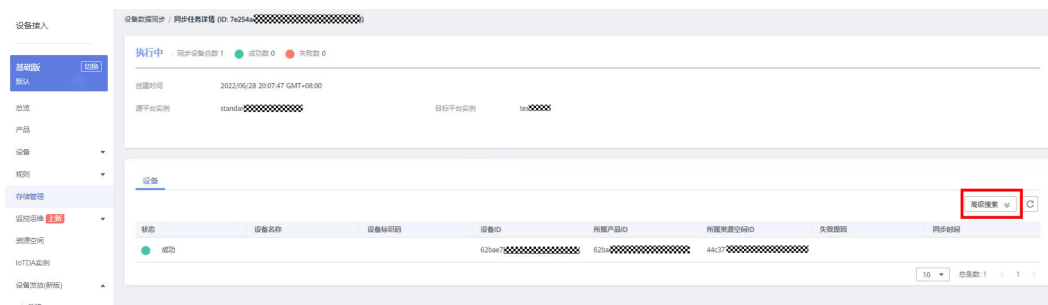 设备接入
设备数据同步 / 同步任务详情 (ID: 7e254a
基础版 切换
默认
总览
产品
设备
规则
存储管理
监控运维 上新
资源空间
IoTDA实例
设备发放(新版)
执行中 同步设备总数 1 成功数 0 失败数 0
创建时间 2022/06/28 20:07:47 GMT+08:00
源平台实例 standar 目标平台实例 tes
设备
高级搜索
状态 设备名称 设备标识码 设备ID 所属产品ID 所属资源空间ID 失败原因 同步时间
成功 62bae7 62ba 44c37
10 总条数: 1 < 1 >